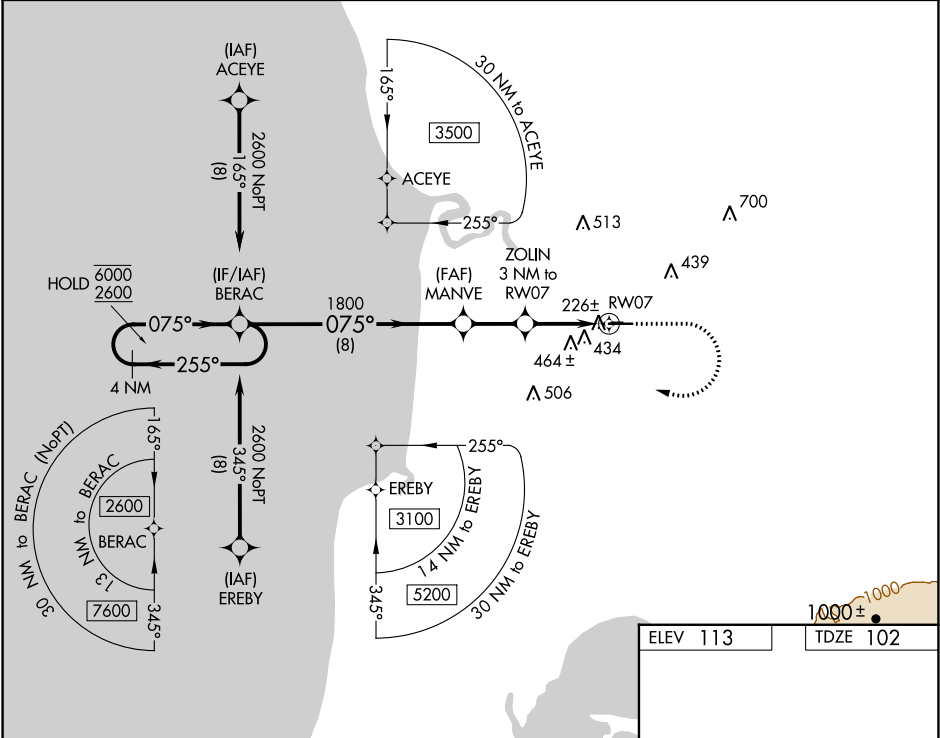 (IAF)
ACEYE
2600 NoPT
165°
(8)
165°
30 NM to ACEYE
3500
ACEYE
255°
513
700
439
HOLD
6000
2600
(IF/IAF)
BERAC
075°
255°
4 NM
1800
075°
(8)
(FAF)
MANVE
ZOLIN
3 NM to
RW07
226±
RW07
434
464 ±
506
2600 NoPT
345°
(8)
(IAF)
EREBY
30 NM to BERAC (NoPT)
13 NM to BERAC
165°
2600
BERAC
7600
345°
255°
EREBY
3100
14 NM to EREBY
5200
30 NM to EREBY
345°
1000
1000 ±
ELEV 113
TDZE 102